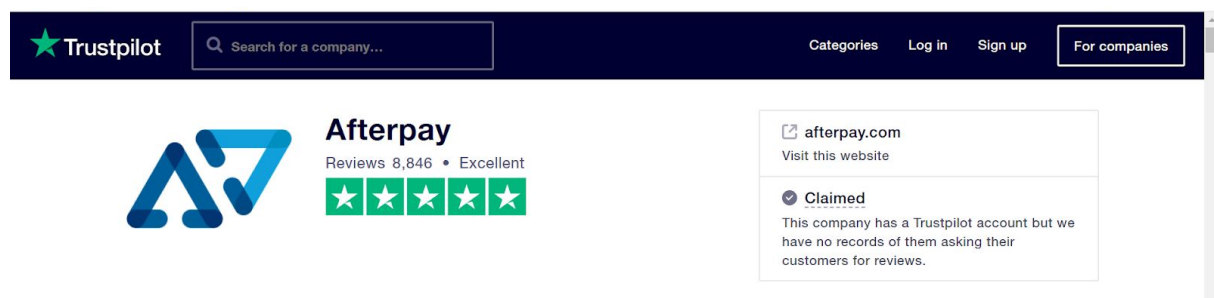 Trustpilot
Search for a company...
Categories
Log in
Sign up
For companies
Afterpay
Reviews 8,846 • Excellent
afterpay.com
Visit this website
Claimed
This company has a Trustpilot account but we
have no records of them asking their
customers for reviews.